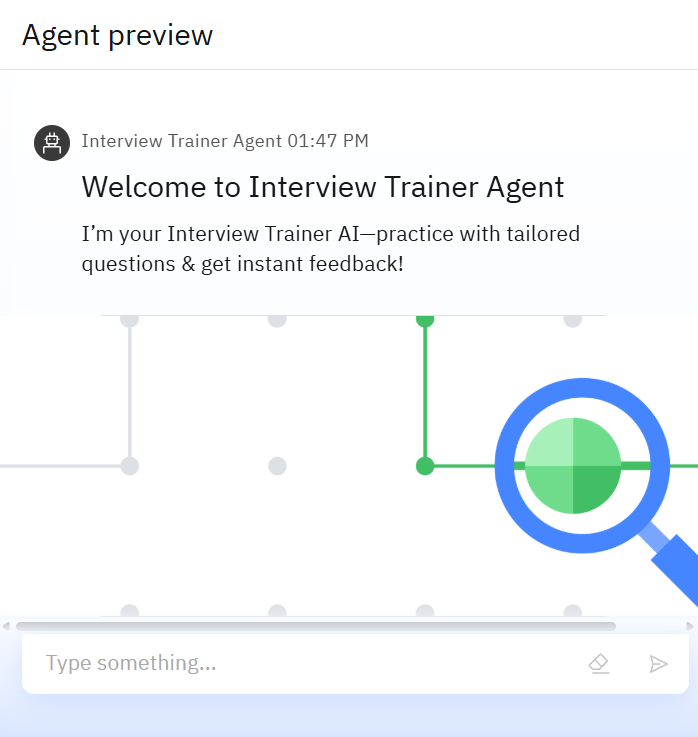 Agent preview
Interview Trainer Agent 01:47 PM
Welcome to Interview Trainer Agent
I’m your Interview Trainer AI—practice with tailored
questions & get instant feedback!
Type something...